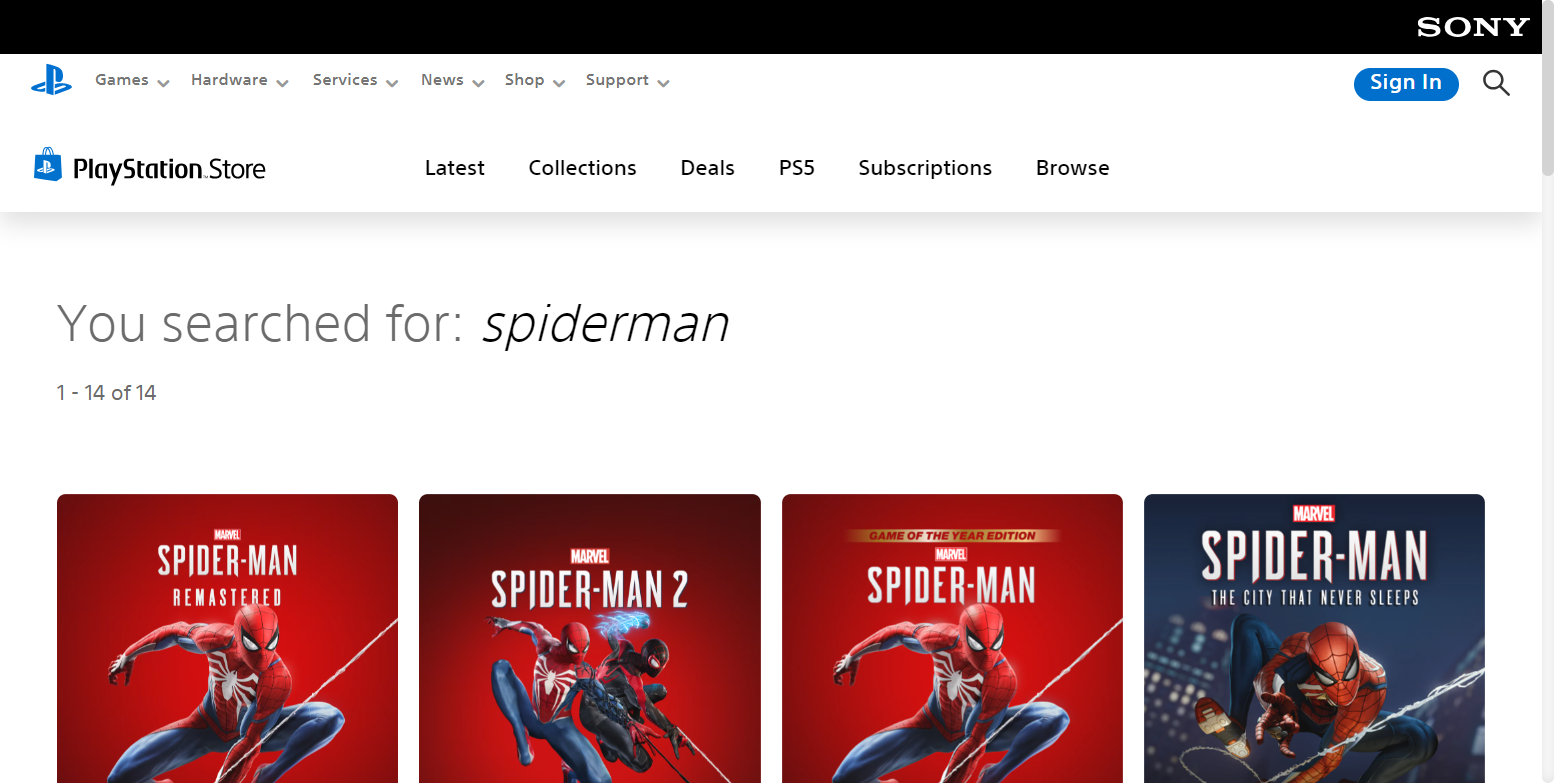 SONY
Games Hardware Services News Shop Support Sign In
PlayStation Store Latest Collections Deals PS5 Subscriptions Browse
You searched for: spiderman
1 - 14 of 14
MARVEL
SPIDER-MAN
REMASTERED
MARVEL
SPIDER-MAN 2
GAME OF THE YEAR EDITION
MARVEL
SPIDER-MAN
MARVEL
SPIDER-MAN
THE CITY THAT NEVER SLEEPS